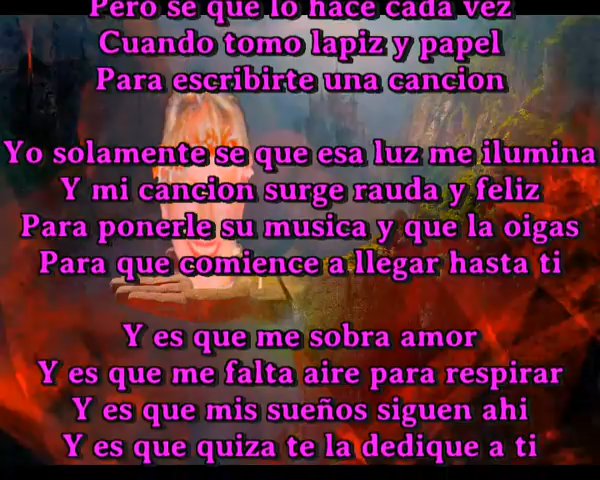 Pero se que lo hace cada vez
Cuando tomo lapiz y papel
Para escribirte una cancion
Yo solamente se que esa luz me ilumina
Y mi cancion surge rauda y feliz
Para ponerle su musica y que la oigas
Para que comience a llegar hasta ti
Y es que me sobra amor
Y es que me falta aire para respirar
Y es que mis sueños siguen ahi
Y es que quiza te la dedique a ti